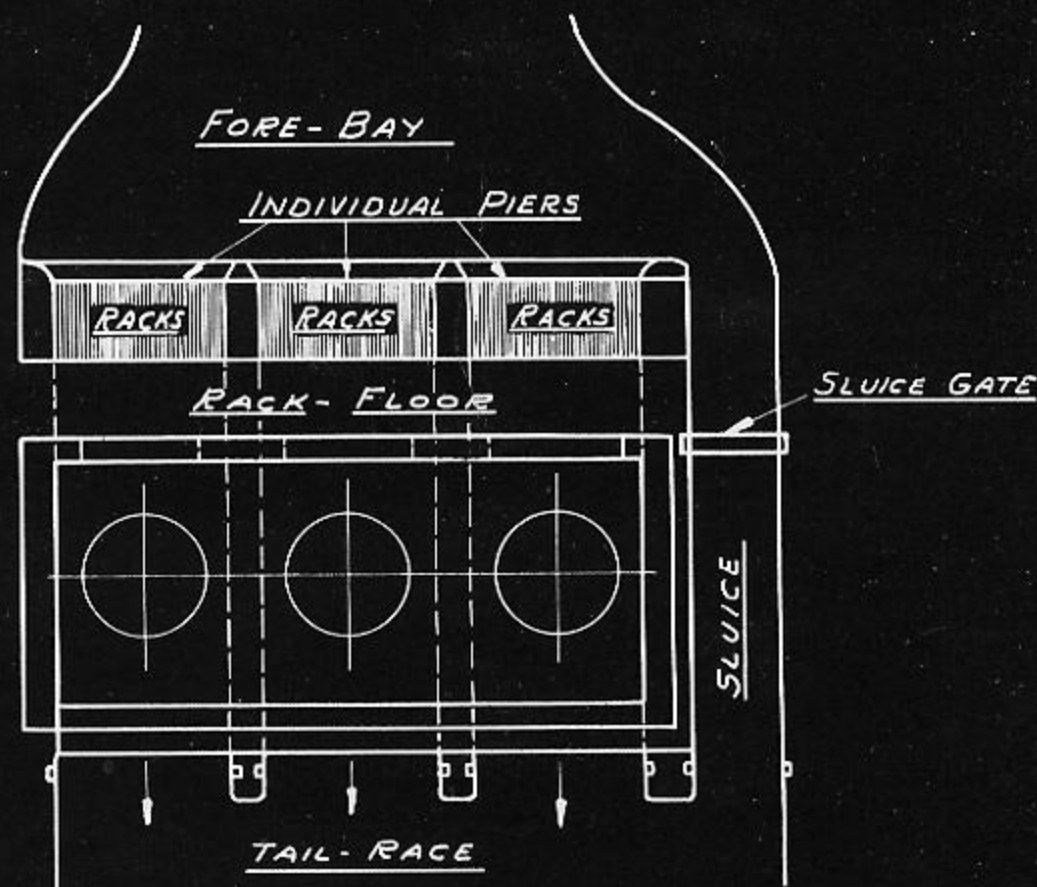 FORE-BAY
INDIVIDUAL PIERS
RACKS RACKS RACKS
RACK-FLOOR
SLUICE GATE
SLUICE
TAIL-RACE